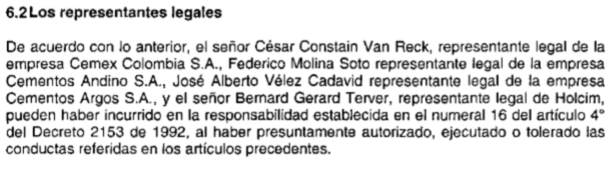 6.2 Los representantes legales
De acuerdo con lo anterior, el señor César Constain Van Reck, representante legal de la
empresa Cemex Colombia S.A., Federico Molina Soto representante legal de la empresa
Cementos Andino S.A., José Alberto Vélez Cadavid representante legal de la empresa
Cementos Argos S.A., y el señor Bernard Gerard Terver, representante legal de Holcim,
pueden haber incurrido en la responsabilidad establecida en el numeral 16 del artículo 4°
del Decreto 2153 de 1992, al haber presuntamente autorizado, ejecutado o tolerado las
conductas referidas en los artículos precedentes.